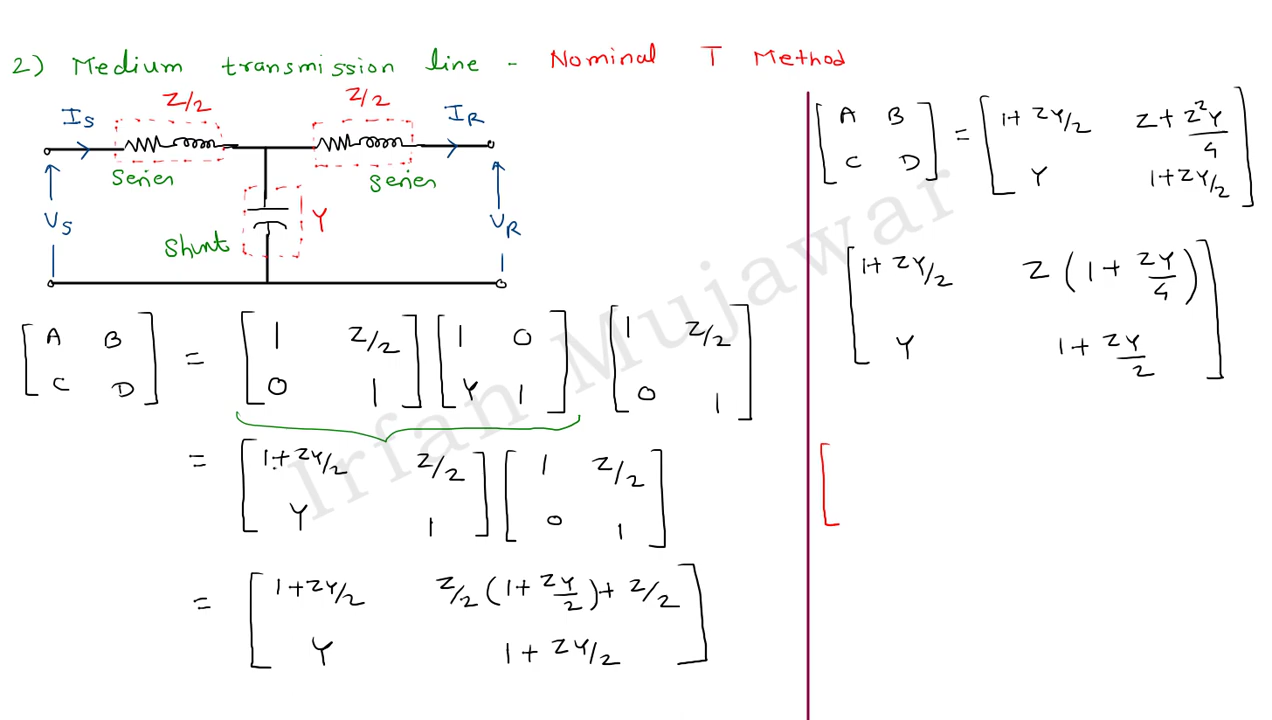 2) Medium transmission line - Nominal T Method
Z/2 Z/2
IS IR
Series Series
VS Shunt Y VR
[A B; C D] = [1 Z/2; 0 1] [1 0; Y 1] [1 Z/2; 0 1]
= [1+ZY/2 Z/2; Y 1] [1 Z/2; 0 1]
= [1+ZY/2 Z/2(1+ZY/2)+Z/2; Y 1+ZY/2]
[A B; C D] = [1+ZY/2 Z+Z²Y/4; Y 1+ZY/2]
[1+ZY/2 Z(1+ZY/4); Y 1+ZY/2]
[
Irfan Mujawar